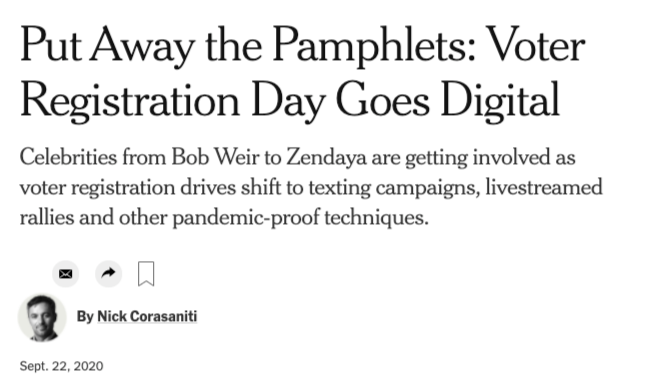 Put Away the Pamphlets: Voter
Registration Day Goes Digital
Celebrities from Bob Weir to Zendaya are getting involved as
voter registration drives shift to texting campaigns, livestreamed
rallies and other pandemic-proof techniques.
By Nick Corasaniti
Sept. 22, 2020